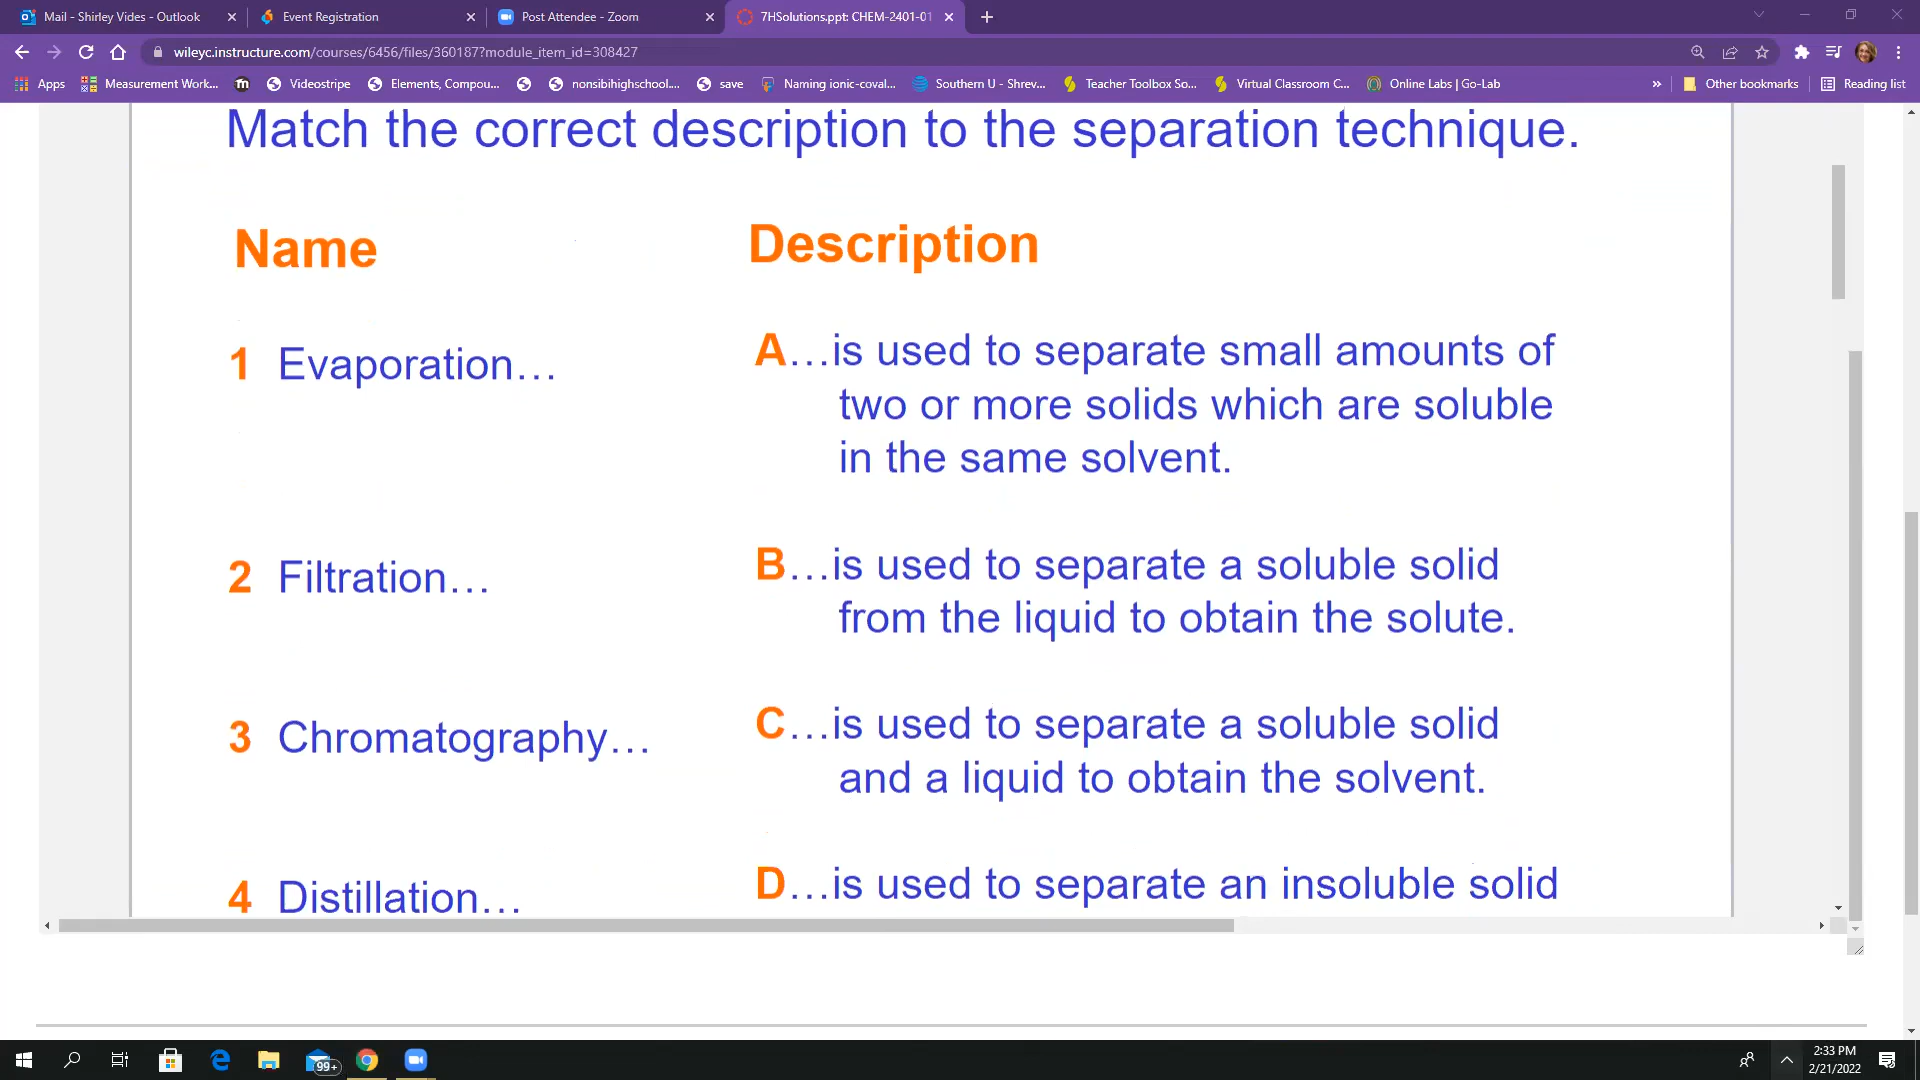 Mail - Shirley Vides - Outlook
Event Registration
Post Attendee - Zoom
7HSolutions.ppt: CHEM-2401-01
wileyc.instructure.com/courses/6456/files/360187?module_item_id=308427
Apps
Measurement Work...
m
Videostripe
Elements, Compou...
nonsibihighschool....
save
Naming ionic-coval...
Southern U - Shrev...
Teacher Toolbox So...
Virtual Classroom C...
Online Labs | Go-Lab
»
Other bookmarks
Reading list
Match the correct description to the separation technique.
Name
Description
1 Evaporation...
A...is used to separate small amounts of
two or more solids which are soluble
in the same solvent.
2 Filtration...
B...is used to separate a soluble solid
from the liquid to obtain the solute.
3 Chromatography...
C...is used to separate a soluble solid
and a liquid to obtain the solvent.
4 Distillation...
D...is used to separate an insoluble solid
99+
2:33 PM
2/21/2022